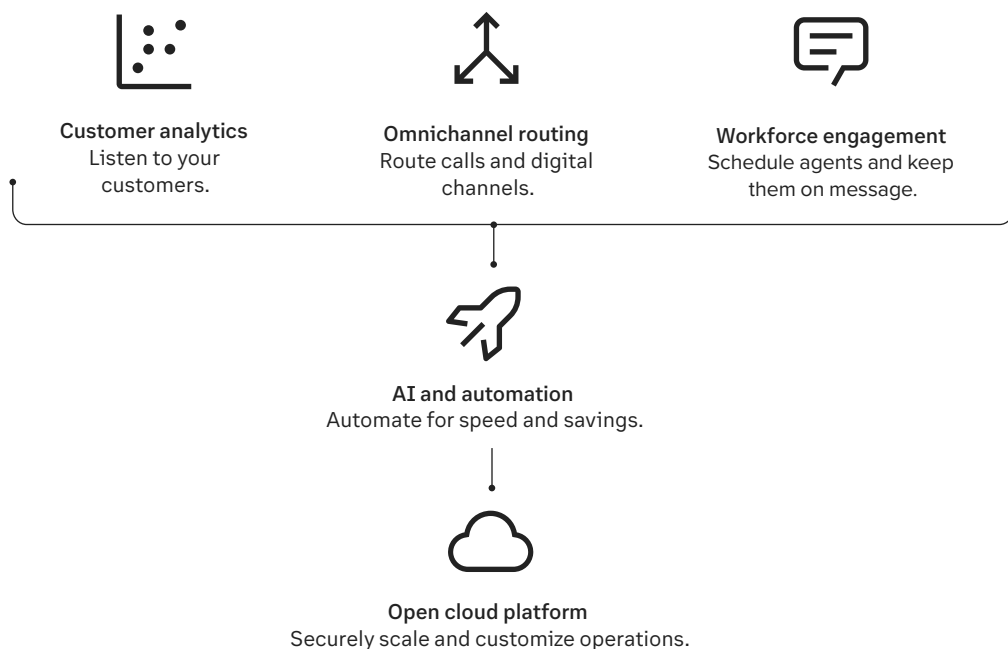 Customer analytics
Listen to your
customers.
Omnichannel routing
Route calls and digital
channels.
Workforce engagement
Schedule agents and keep
them on message.
AI and automation
Automate for speed and savings.
Open cloud platform
Securely scale and customize operations.